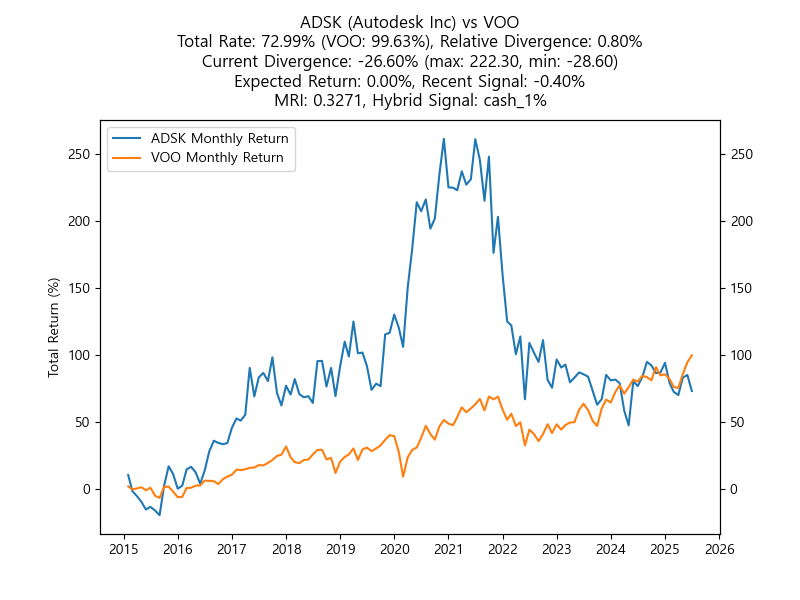 ADSK (Autodesk Inc) vs VOO
Total Rate: 72.99% (VOO: 99.63%), Relative Divergence: 0.80%
Current Divergence: -26.60% (max: 222.30, min: -28.60)
Expected Return: 0.00%, Recent Signal: -0.40%
MRI: 0.3271, Hybrid Signal: cash_1%
ADSK Monthly Return
VOO Monthly Return
Total Return (%)
250
200
150
100
50
0
250
200
150
100
50
0
2015 2016 2017 2018 2019 2020 2021 2022 2023 2024 2025 2026